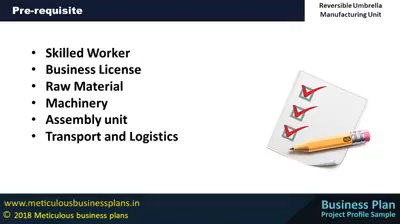 Pre-requisite
Reversible Umbrella
Manufacturing Unit
• Skilled Worker
• Business License
• Raw Material
• Machinery
• Assembly unit
• Transport and Logistics
www.meticulousbusinessplans.in
© 2018 Meticulous business plans
Business Plan
Project Profile Sample